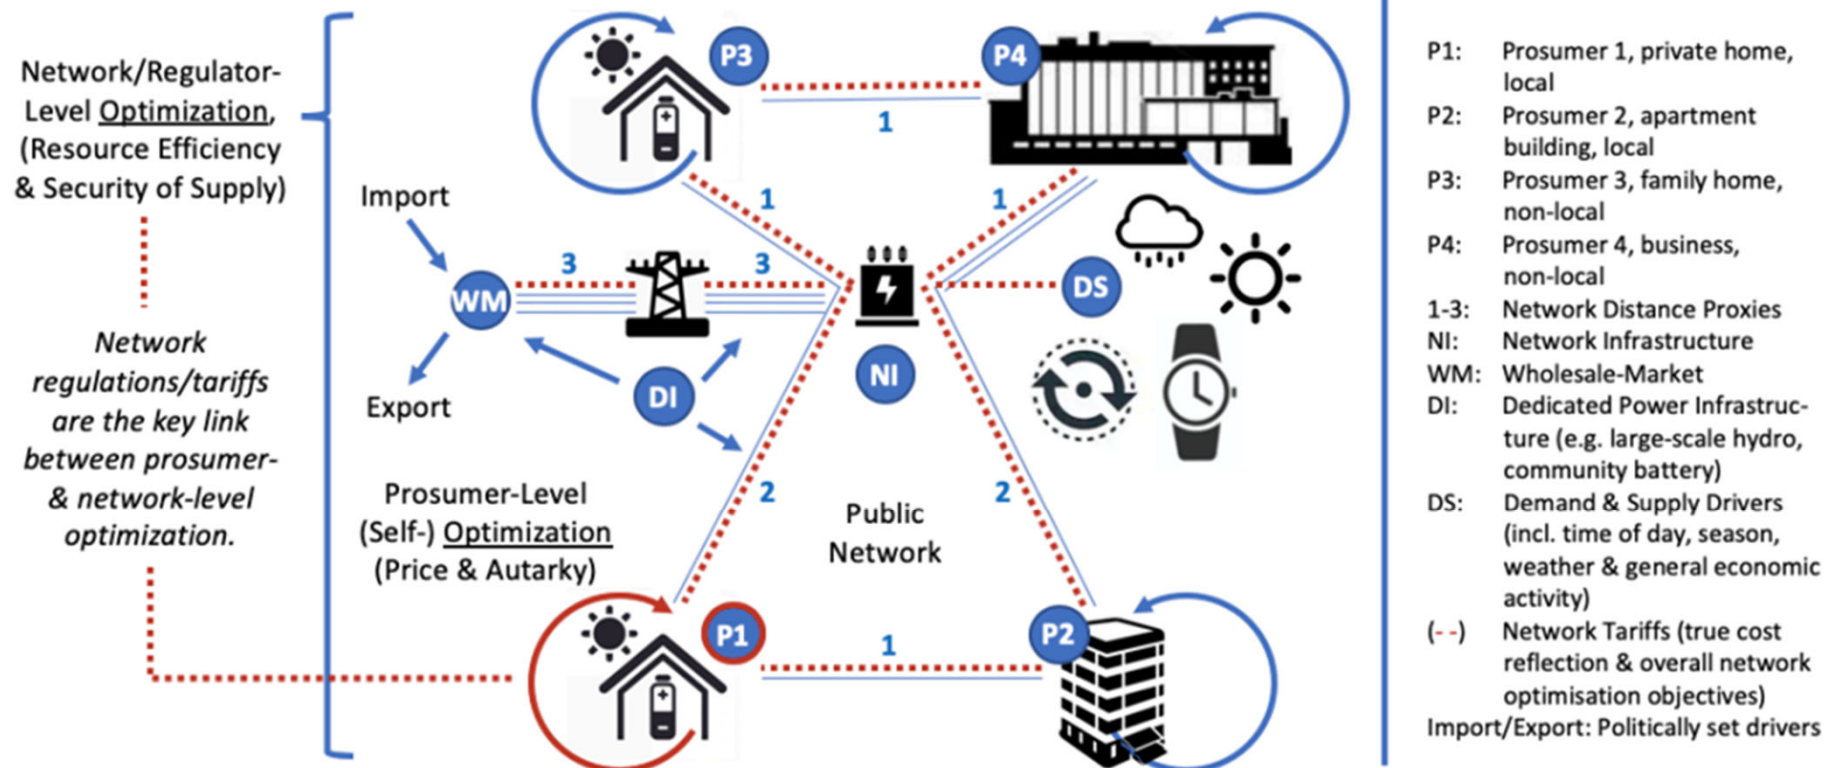 Network/Regulator-
Level Optimization,
(Resource Efficiency
& Security of Supply)
Network
regulations/tariffs
are the key link
between prosumer-
& network-level
optimization.
P3
P4
1
1
1
Import
3
3
WM
DS
DI
NI
Export
2
2
Prosumer-Level
(Self-) Optimization
(Price & Autarky)
Public
Network
P1
1
P2
P1: Prosumer 1, private home,
local
P2: Prosumer 2, apartment
building, local
P3: Prosumer 3, family home,
non-local
P4: Prosumer 4, business,
non-local
1-3: Network Distance Proxies
NI: Network Infrastructure
WM: Wholesale-Market
DI: Dedicated Power Infrastruc-
ture (e.g. large-scale hydro,
community battery)
DS: Demand & Supply Drivers
(incl. time of day, season,
weather & general economic
activity)
(- -) Network Tariffs (true cost
reflection & overall network
optimisation objectives)
Import/Export: Politically set drivers